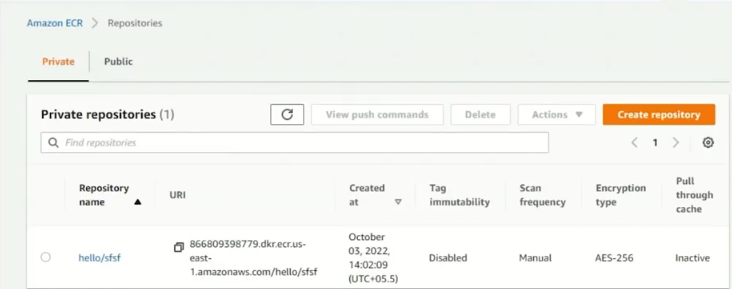 Amazon ECR > Repositories
Private Public
Private repositories (1) View push commands Delete Actions ▼ Create repository
Find repositories < 1 >
Repository name ▲ URI Created at ▽ Tag immutability Scan frequency Encryption type Pull through cache
hello/sfsf
866809398779.dkr.ecr.us-
east-
1.amazonaws.com/hello/sfsf
October
03, 2022,
14:02:09
(UTC+05.5)
Disabled
Manual
AES-256
Inactive